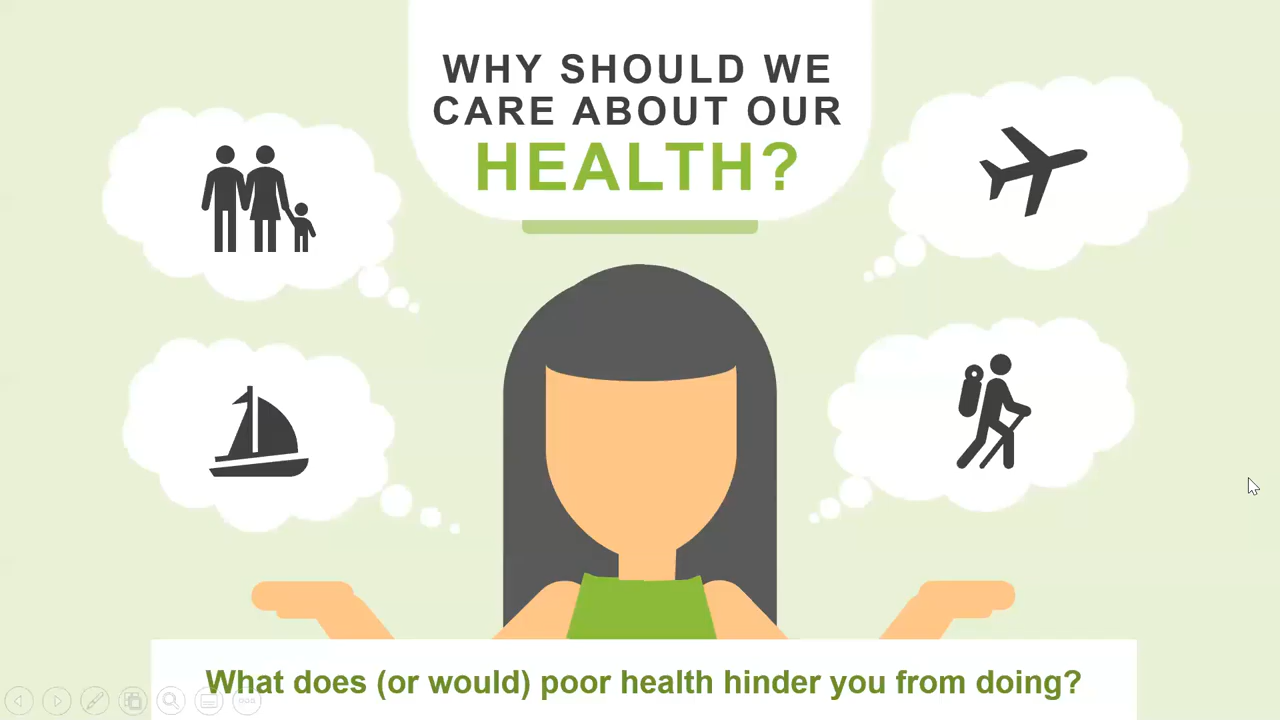 WHY SHOULD WE
CARE ABOUT OUR
HEALTH?
What does (or would) poor health hinder you from doing?